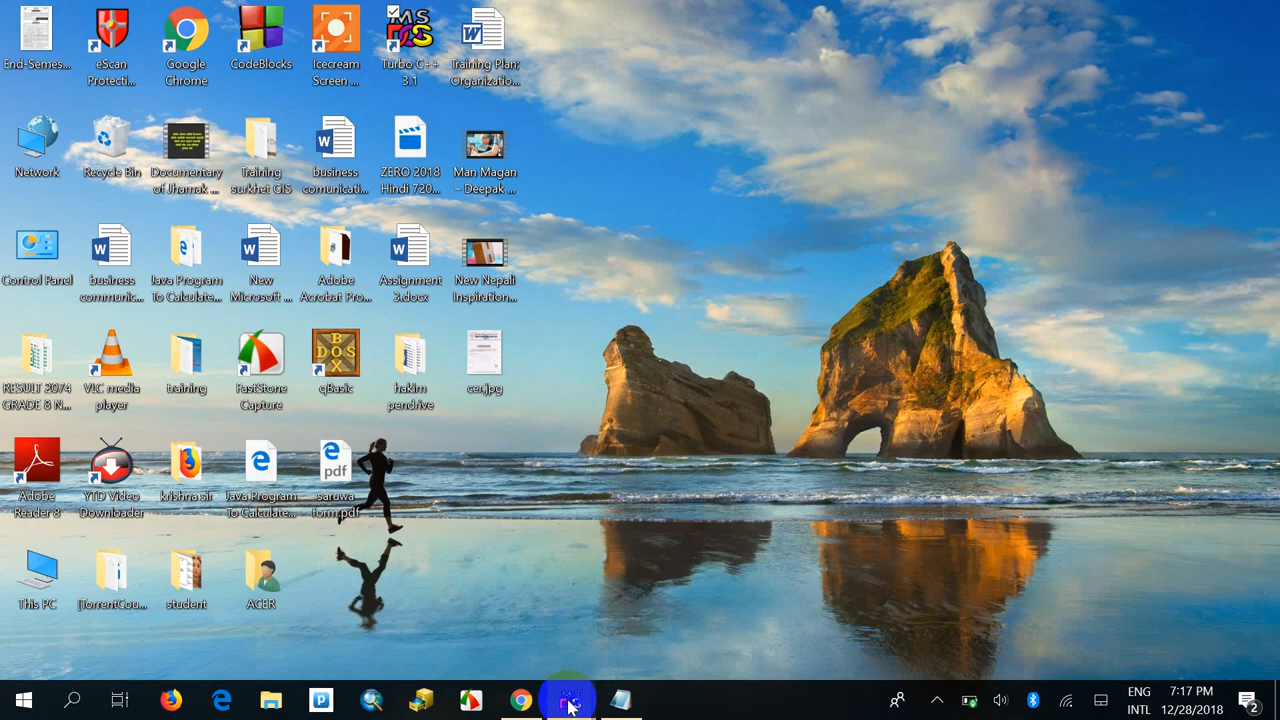 End-Semes...
eScan
Protecti...
Google
Chrome
CodeBlocks
Icecream
Screen ...
Turbo C++
3.1
Training Plan;
Organizatio...
Network
Recycle Bin
Documentary
of Jhamak ...
Training
surkhet GIS
business
comunicati...
ZERO 2018
Hindi 720...
Man Magan
– Deepak ...
Control Panel
business
communic...
Java Program
To Calculate...
New
Microsoft ...
Adobe
Acrobat Pro...
Assignment
3.docx
New Nepali
Inspiration...
RESULT 2074
GRADE 8 N...
VLC media
player
training
FastStone
Capture
qBasic
hakim
pendrive
cer.jpg
Adobe
Reader 8
YTD Video
Downloader
krishna sir
Java Program
To Calculate...
pdf
saruwa
form.pdf
This PC
[TorrentCou...
student
ACER
ENG
INTL
7:17 PM
12/28/2018
2